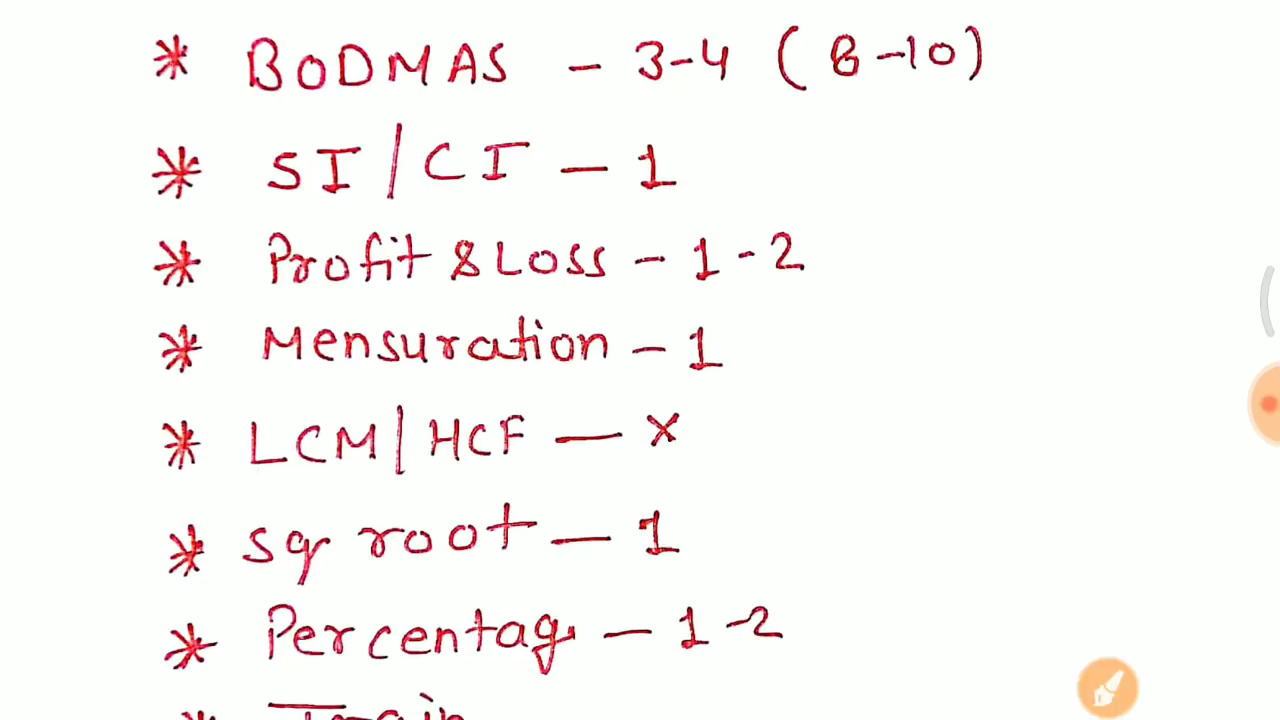 * BODMAS - 3-4 (8-10)
* SI/CI - 1
* Profit & Loss - 1-2
* Mensuration - 1
* LCM/HCF - ×
* sq root - 1
* Percentag - 1-2
* Train